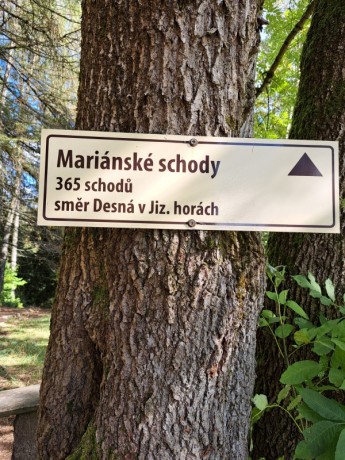 Mariánské schody
365 schodů
směr Desná v Jiz. horách